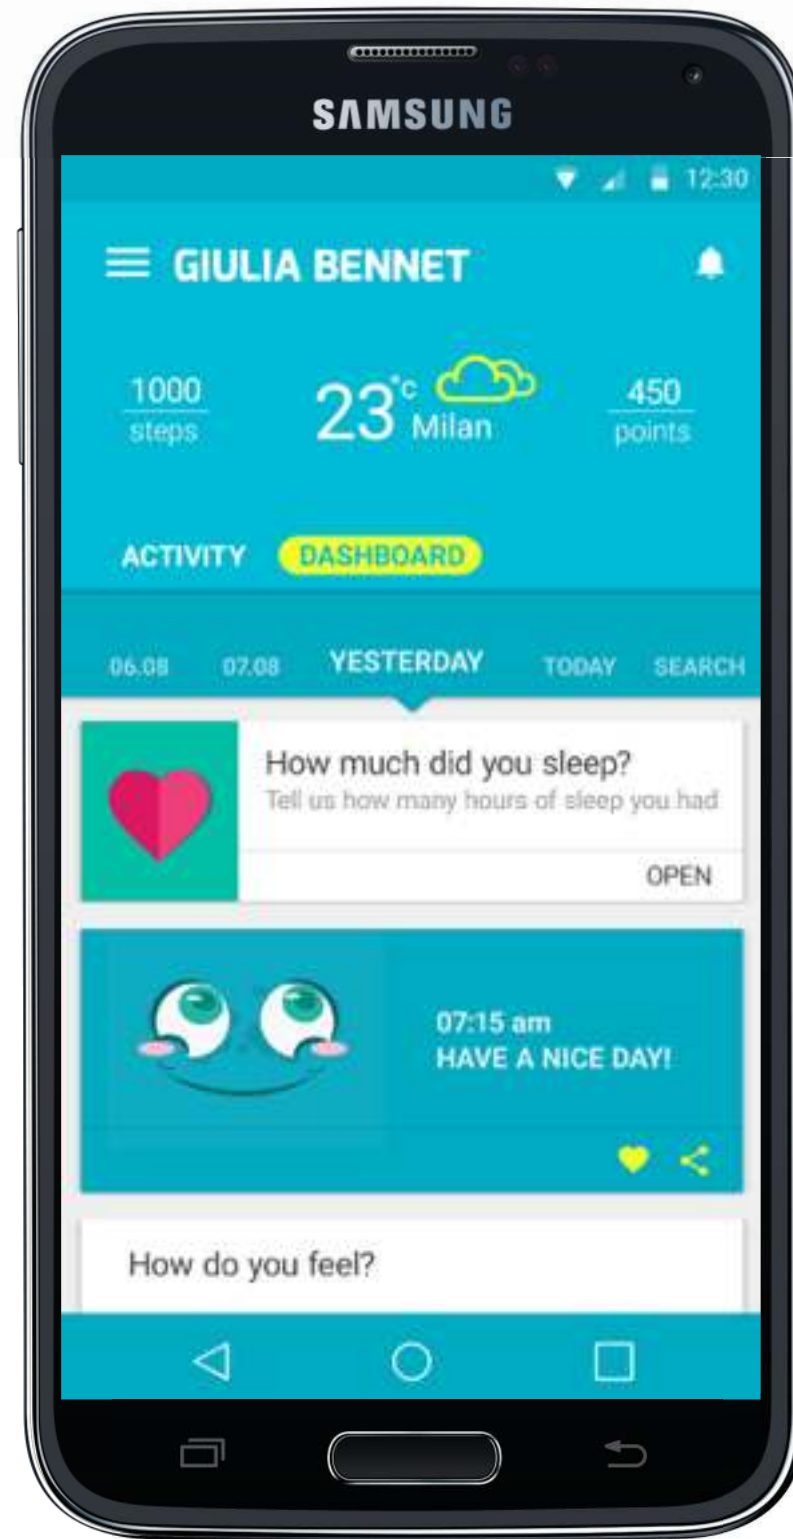 SAMSUNG
12:30
GIULIA BENNET
1000
steps
23°c
Milan
450
points
ACTIVITY DASHBOARD
06.08 07.08 YESTERDAY TODAY SEARCH
How much did you sleep?
Tell us how many hours of sleep you had
OPEN
07:15 am
HAVE A NICE DAY!
How do you feel?